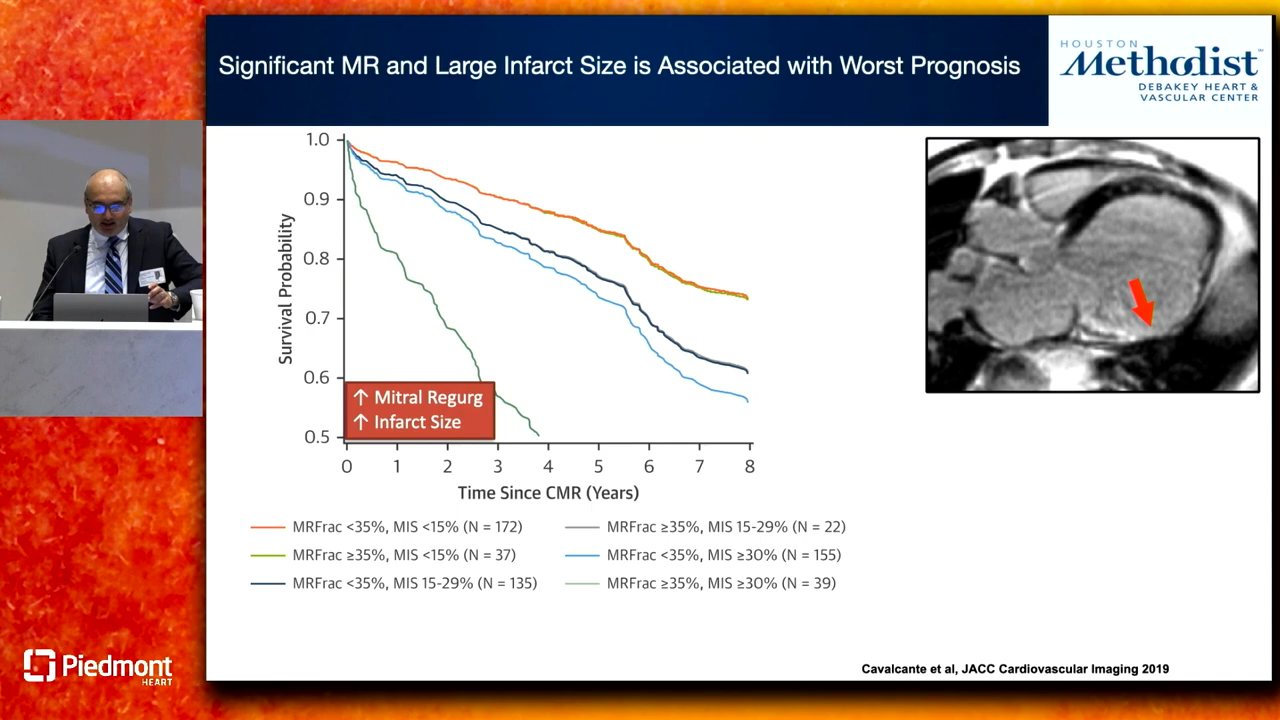 Significant MR and Large Infarct Size is Associated with Worst Prognosis
HOUSTON
Methodist
DEBAKEY HEART &
VASCULAR CENTER
Survival Probability
1.0
0.9
0.8
0.7
0.6
0.5
↑ Mitral Regurg
↑ Infarct Size
0 1 2 3 4 5 6 7 8
Time Since CMR (Years)
MRFrac <35%, MIS <15% (N = 172)
MRFrac ≥35%, MIS <15% (N = 37)
MRFrac <35%, MIS 15-29% (N = 135)
MRFrac ≥35%, MIS 15-29% (N = 22)
MRFrac <35%, MIS ≥30% (N = 155)
MRFrac ≥35%, MIS ≥30% (N = 39)
Cavalcante et al, JACC Cardiovascular Imaging 2019
Piedmont
HEART